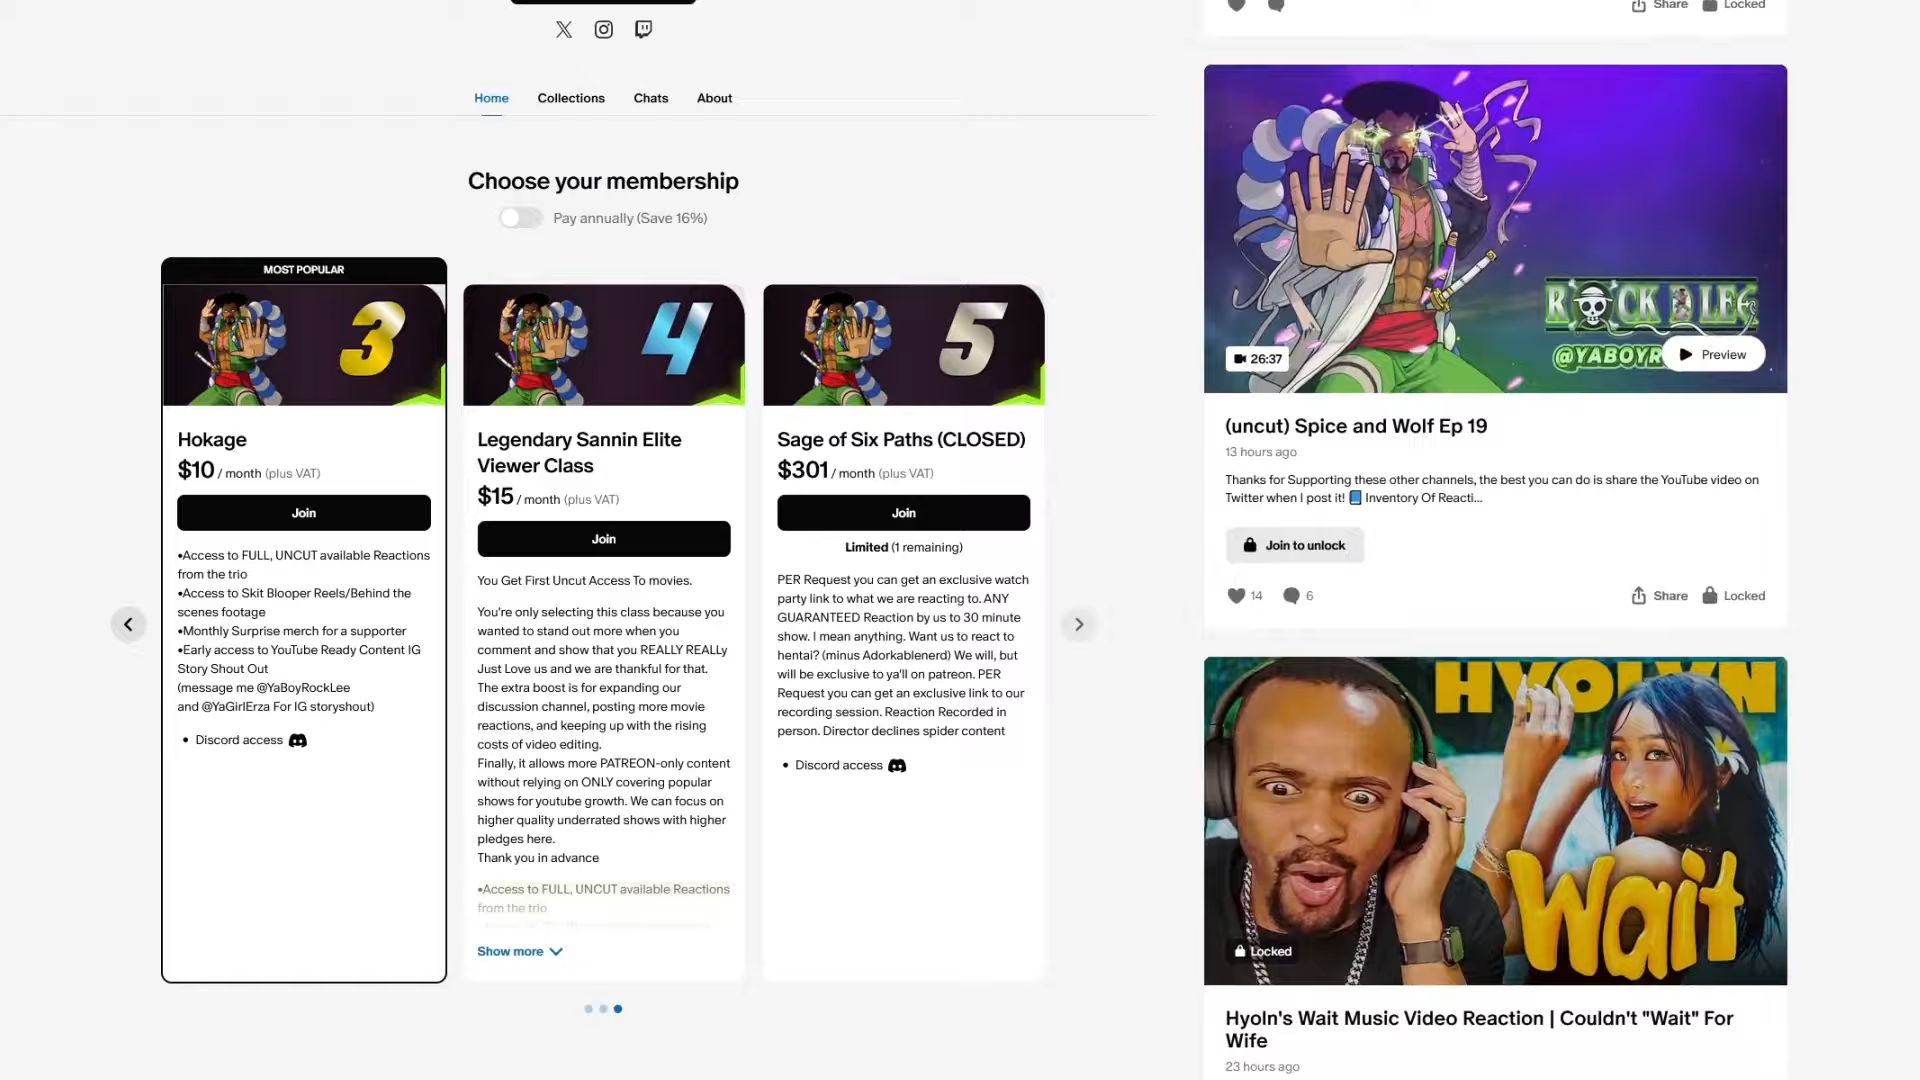 Home Collections Chats About
Choose your membership
Pay annually (Save 16%)
MOST POPULAR
3
Hokage
$10 / month (plus VAT)
Join
•Access to FULL, UNCUT available Reactions
from the trio
•Access to Skit Blooper Reels/Behind the
scenes footage
•Monthly Surprise merch for a supporter
•Early access to YouTube Ready Content IG
Story Shout Out
(message me @YaBoyRockLee
and @YaGirlErza For IG storyshout)
• Discord access
4
Legendary Sannin Elite
Viewer Class
$15 / month (plus VAT)
Join
You Get First Uncut Access To movies.
You're only selecting this class because you
wanted to stand out more when you
comment and show that you REALLY REALLy
Just Love us and we are thankful for that.
The extra boost is for expanding our
discussion channel, posting more movie
reactions, and keeping up with the rising
costs of video editing.
Finally, it allows more PATREON-only content
without relying on ONLY covering popular
shows for youtube growth. We can focus on
higher quality underrated shows with higher
pledges here.
Thank you in advance
•Access to FULL, UNCUT available Reactions
from the trio
Show more
5
Sage of Six Paths (CLOSED)
$301 / month (plus VAT)
Join
Limited (1 remaining)
PER Request you can get an exclusive watch
party link to what we are reacting to. ANY
GUARANTEED Reaction by us to 30 minute
show. I mean anything. Want us to react to
hentai? (minus Adorkablenerd) We will, but
will be exclusive to ya'll on patreon. PER
Request you can get an exclusive link to our
recording session. Reaction Recorded in
person. Director declines spider content
• Discord access
Share Locked
ROCK D LEE
@YABOYR
26:37
Preview
(uncut) Spice and Wolf Ep 19
13 hours ago
Thanks for Supporting these other channels, the best you can do is share the YouTube video on
Twitter when I post it! 📘 Inventory Of Reacti...
Join to unlock
14 6 Share Locked
HYOLYN
Wait
Locked
Hyoln's Wait Music Video Reaction | Couldn't "Wait" For
Wife
23 hours ago